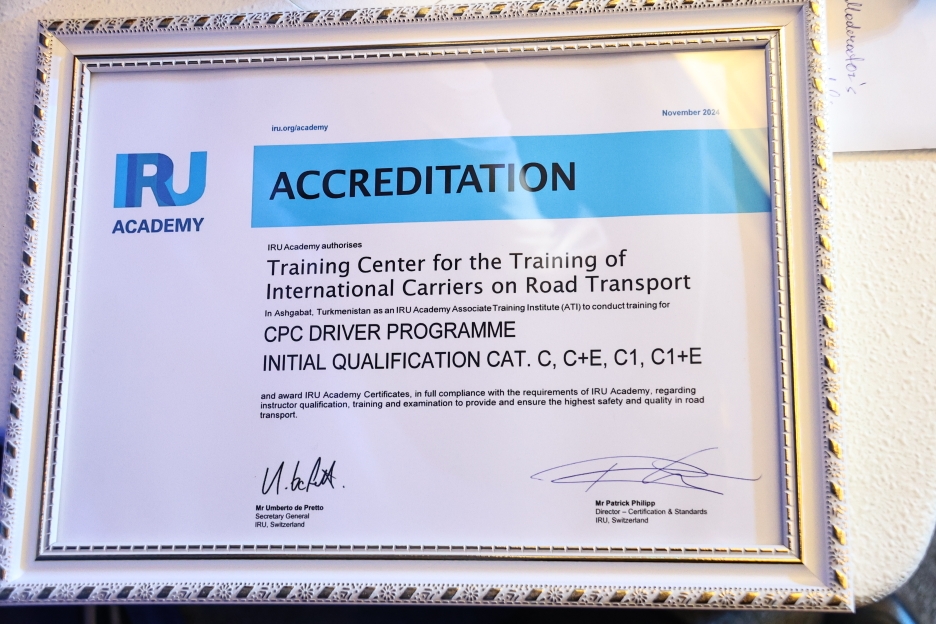 iru.org/academy
November 2024
IRU
ACADEMY
ACCREDITATION
IRU Academy authorises
Training Center for the Training of
International Carriers on Road Transport
In Ashgabat, Turkmenistan as an IRU Academy Associate Training Institute (ATI) to conduct training for
CPC DRIVER PROGRAMME
INITIAL QUALIFICATION CAT. C, C+E, C1, C1+E
and award IRU Academy Certificates, in full compliance with the requirements of IRU Academy, regarding
instructor qualification, training and examination to provide and ensure the highest safety and quality in road
transport.
Mr Umberto de Pretto
Secretary General
IRU, Switzerland
Mr Patrick Philipp
Director – Certification & Standards
IRU, Switzerland